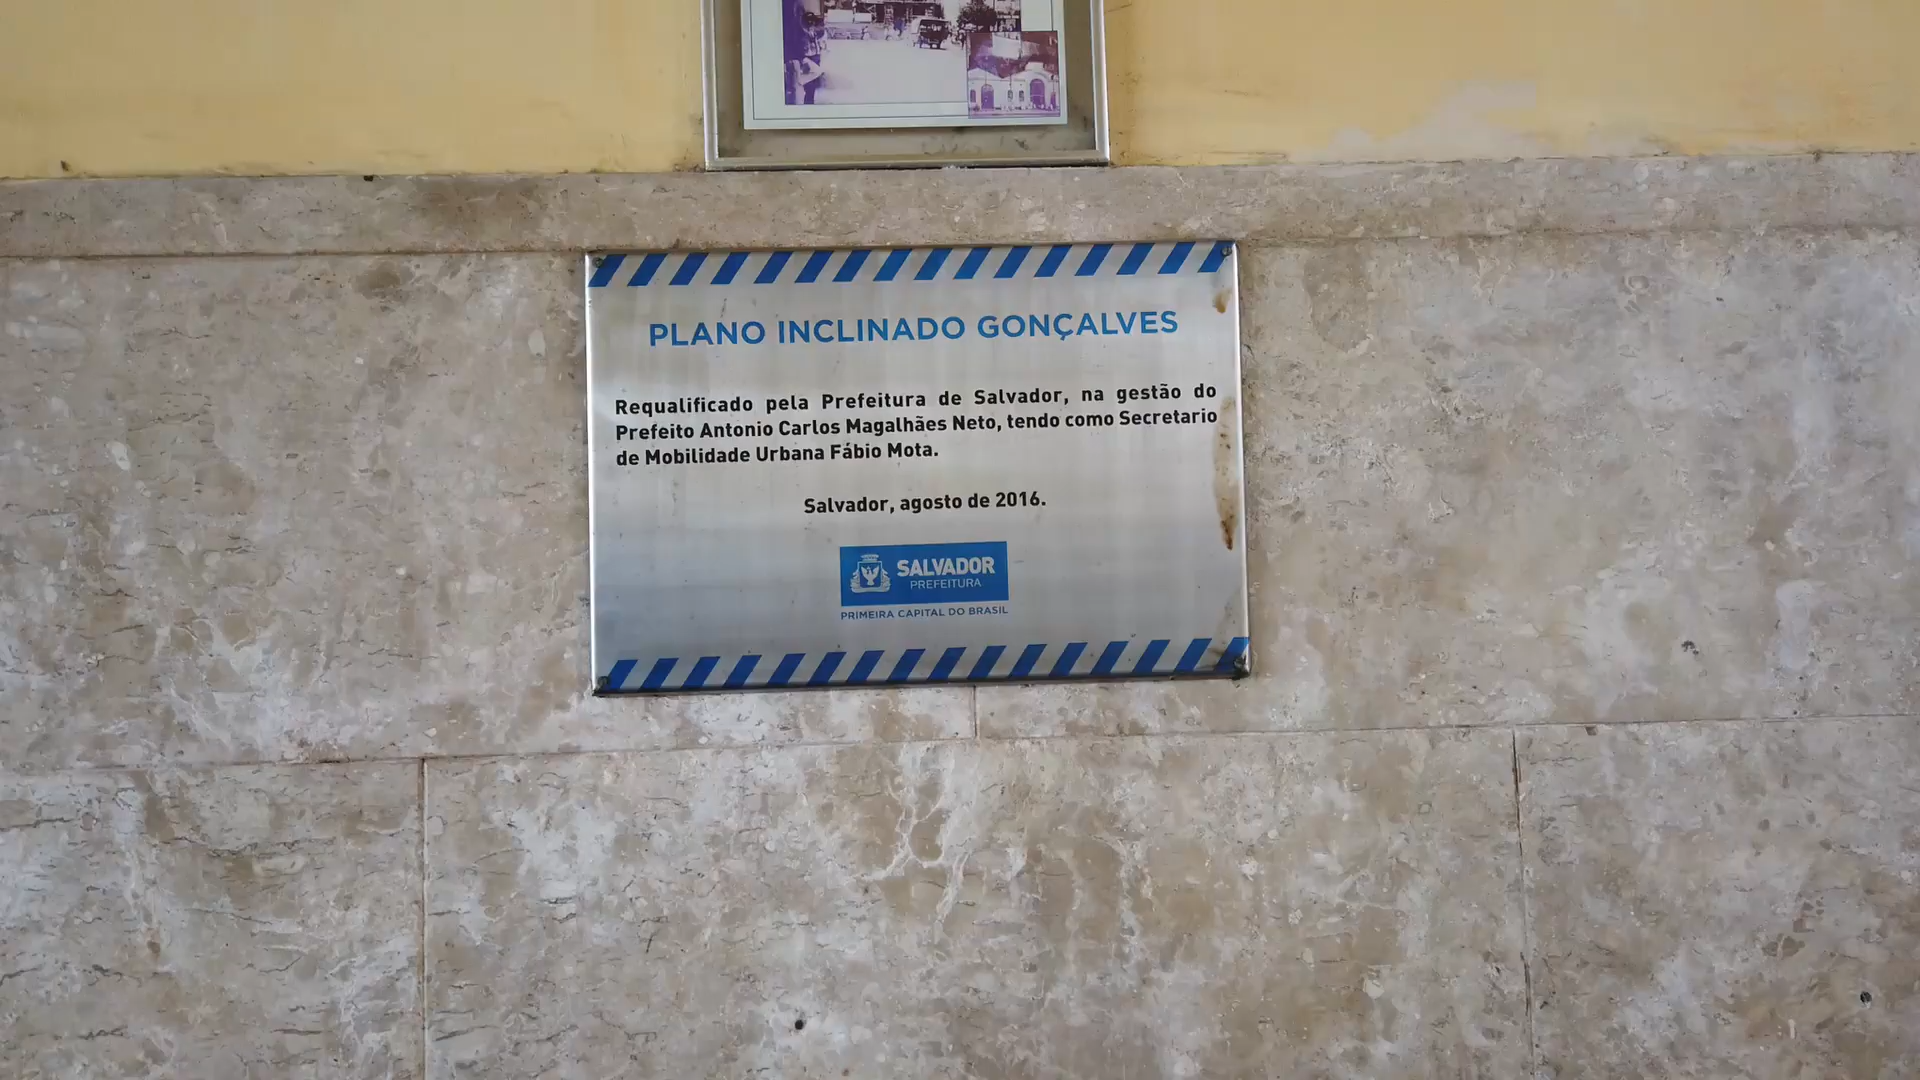 PLANO INCLINADO GONÇALVES
Requalificado pela Prefeitura de Salvador, na gestão do
Prefeito Antonio Carlos Magalhães Neto, tendo como Secretario
de Mobilidade Urbana Fábio Mota.
Salvador, agosto de 2016.
SALVADOR
PREFEITURA
PRIMEIRA CAPITAL DO BRASIL